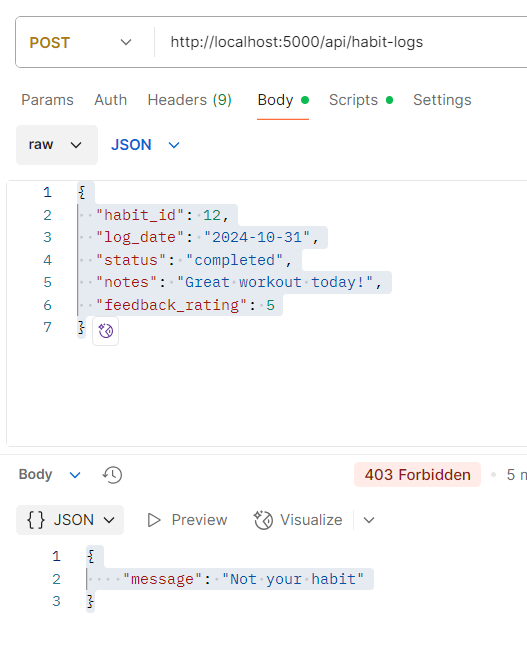 POST http://localhost:5000/api/habit-logs
Params Auth Headers (9) Body Scripts Settings
raw JSON
1 {
2 "habit_id": 12,
3 "log_date": "2024-10-31",
4 "status": "completed",
5 "notes": "Great workout today!",
6 "feedback_rating": 5
7 }
Body 403 Forbidden 5 m
{} JSON Preview Visualize
1 {
2 "message": "Not your habit"
3 }